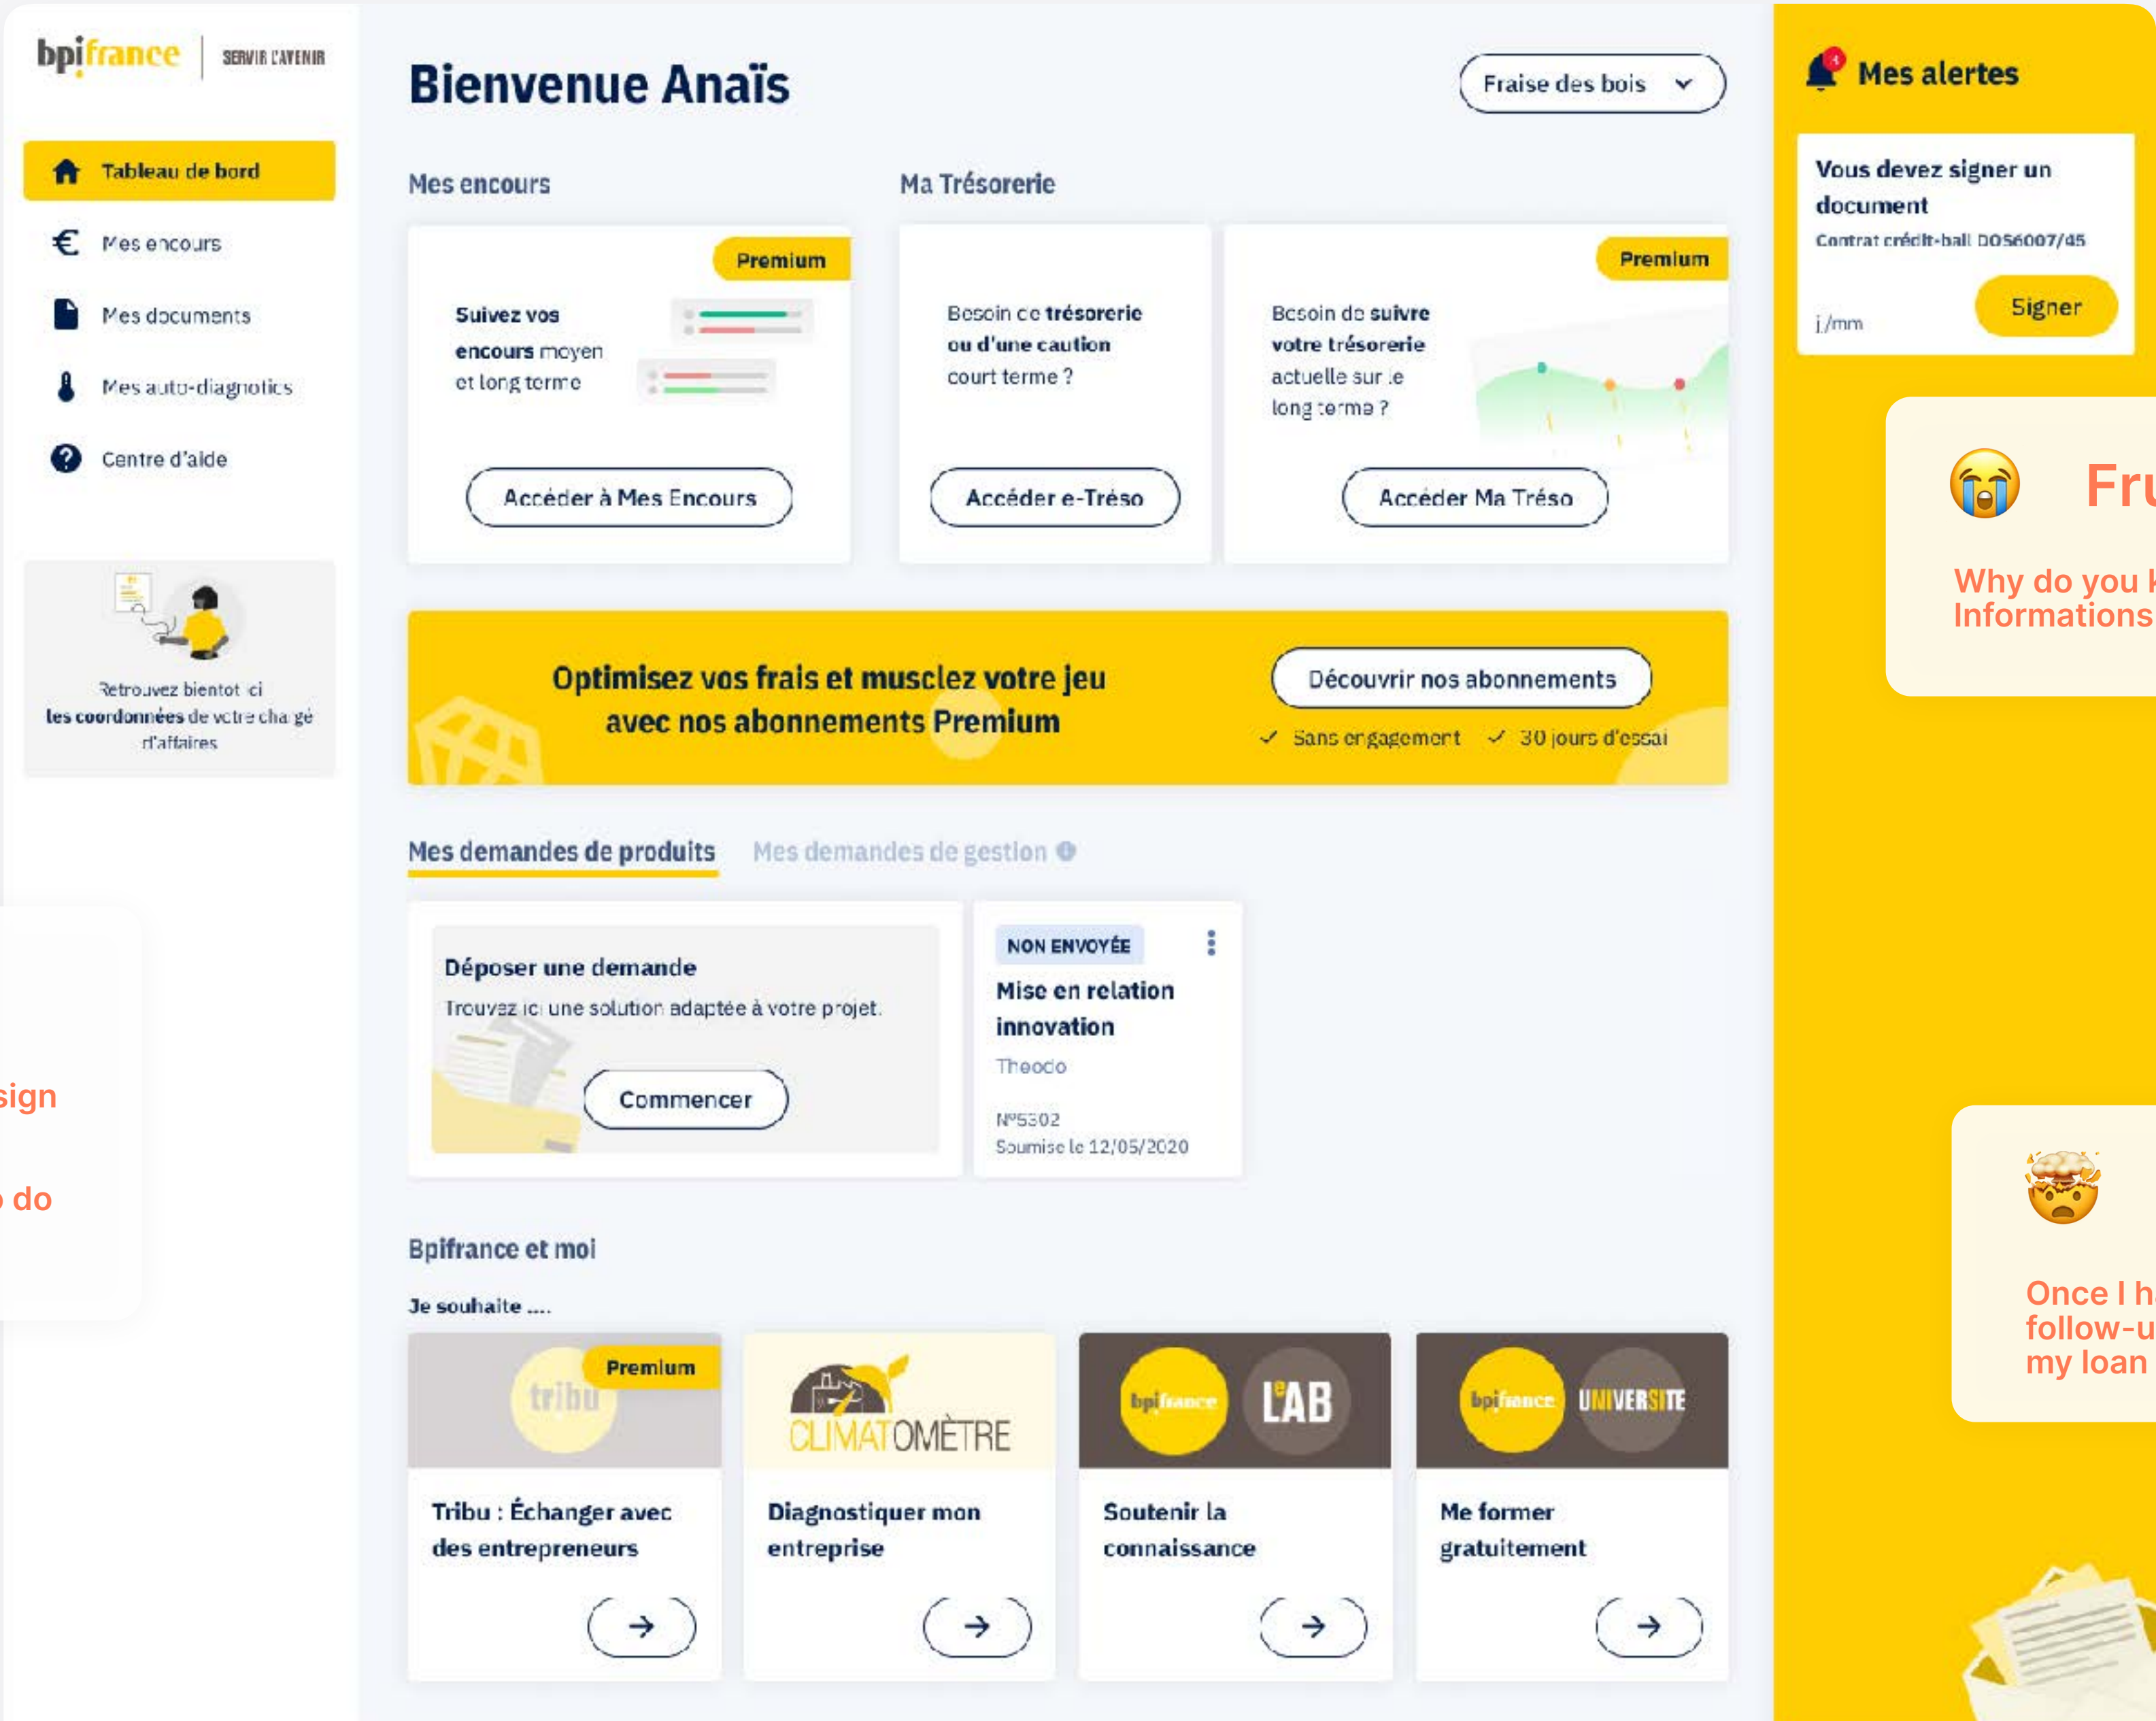 bpifrance
SERVIR L'AVENIR
Tableau de bord
Mes encours
Mes documents
Mes auto-diagnotics
Centre d'aide
Retrouvez bientot ici
les coordonnées de votre chargé
d'affaires
sign
do
Bienvenue Anaïs
Fraise des bois
Mes encours
Premium
Suivez vos
encours moyen
et long terme
Accéder à Mes Encours
Ma Trésorerie
Besoin de trésorerie
ou d'une caution
court terme ?
Accéder e-Tréso
Premium
Besoin de suivre
votre trésorerie
actuelle sur le
long terme ?
Accéder Ma Tréso
Optimisez vos frais et musclez votre jeu
avec nos abonnements Premium
Découvrir nos abonnements
Sans engagement
30 jours d'essai
Mes demandes de produits
Mes demandes de gestion
Déposer une demande
Trouvez ici une solution adaptée à votre projet.
Commencer
NON ENVOYÉE
Mise en relation
innovation
Theodo
N°5302
Soumise le 12/05/2020
Bpifrance et moi
Je souhaite ....
tribu
Premium
Tribu : Échanger avec
des entrepreneurs
CLIMATOMÈTRE
Diagnostiquer mon
entreprise
bpifrance
LeAB
Soutenir la
connaissance
bpifrance
UNIVERSITE
Me former
gratuitement
Mes alertes
Vous devez signer un
document
Contrat crédit-bail DOS6007/45
j/mm
Signer
Fru
Why do you
Informations
Once I ha
follow-u
my loan